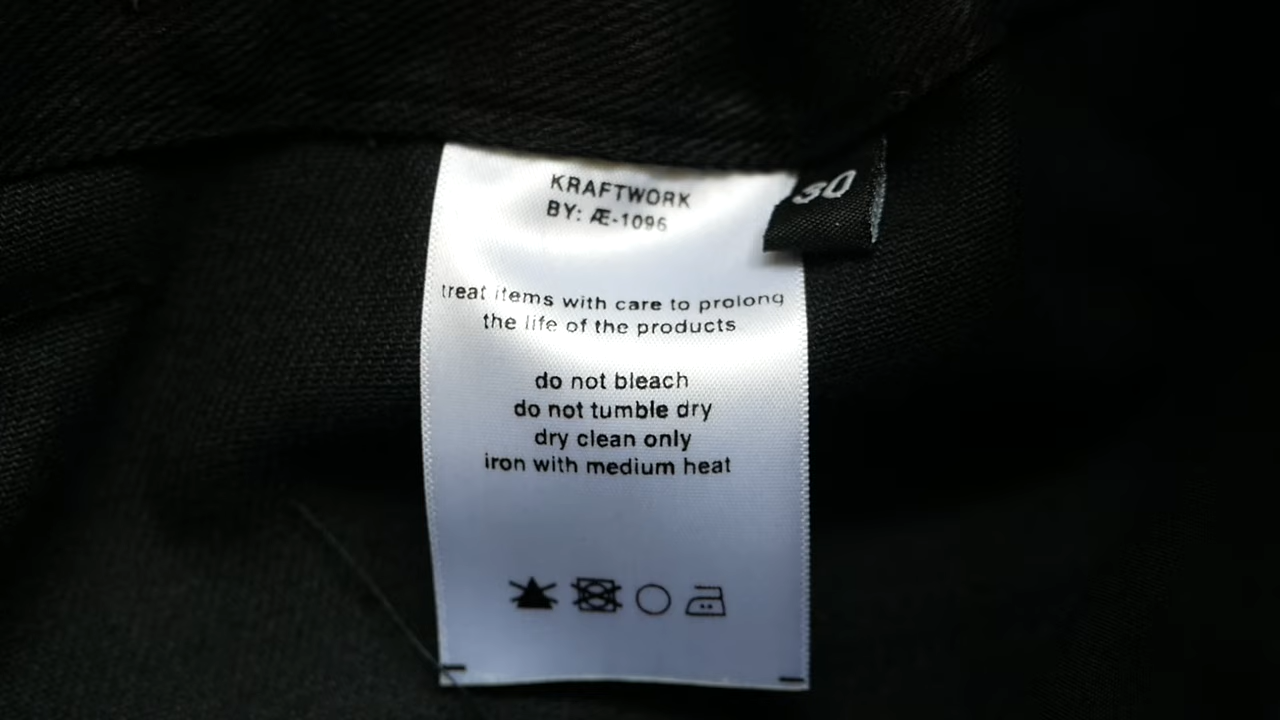 KRAFTWORK
BY: Æ-1096
30
treat items with care to prolong
the life of the products
do not bleach
do not tumble dry
dry clean only
iron with medium heat